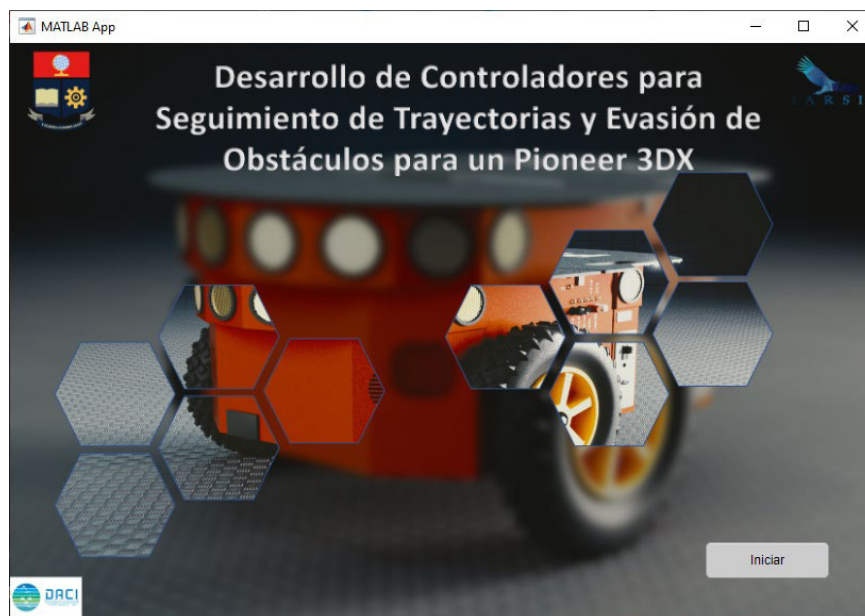 MATLAB App
Desarrollo de Controladores para
Seguimiento de Trayectorias y Evasión de
Obstáculos para un Pioneer 3DX
Iniciar
DACI